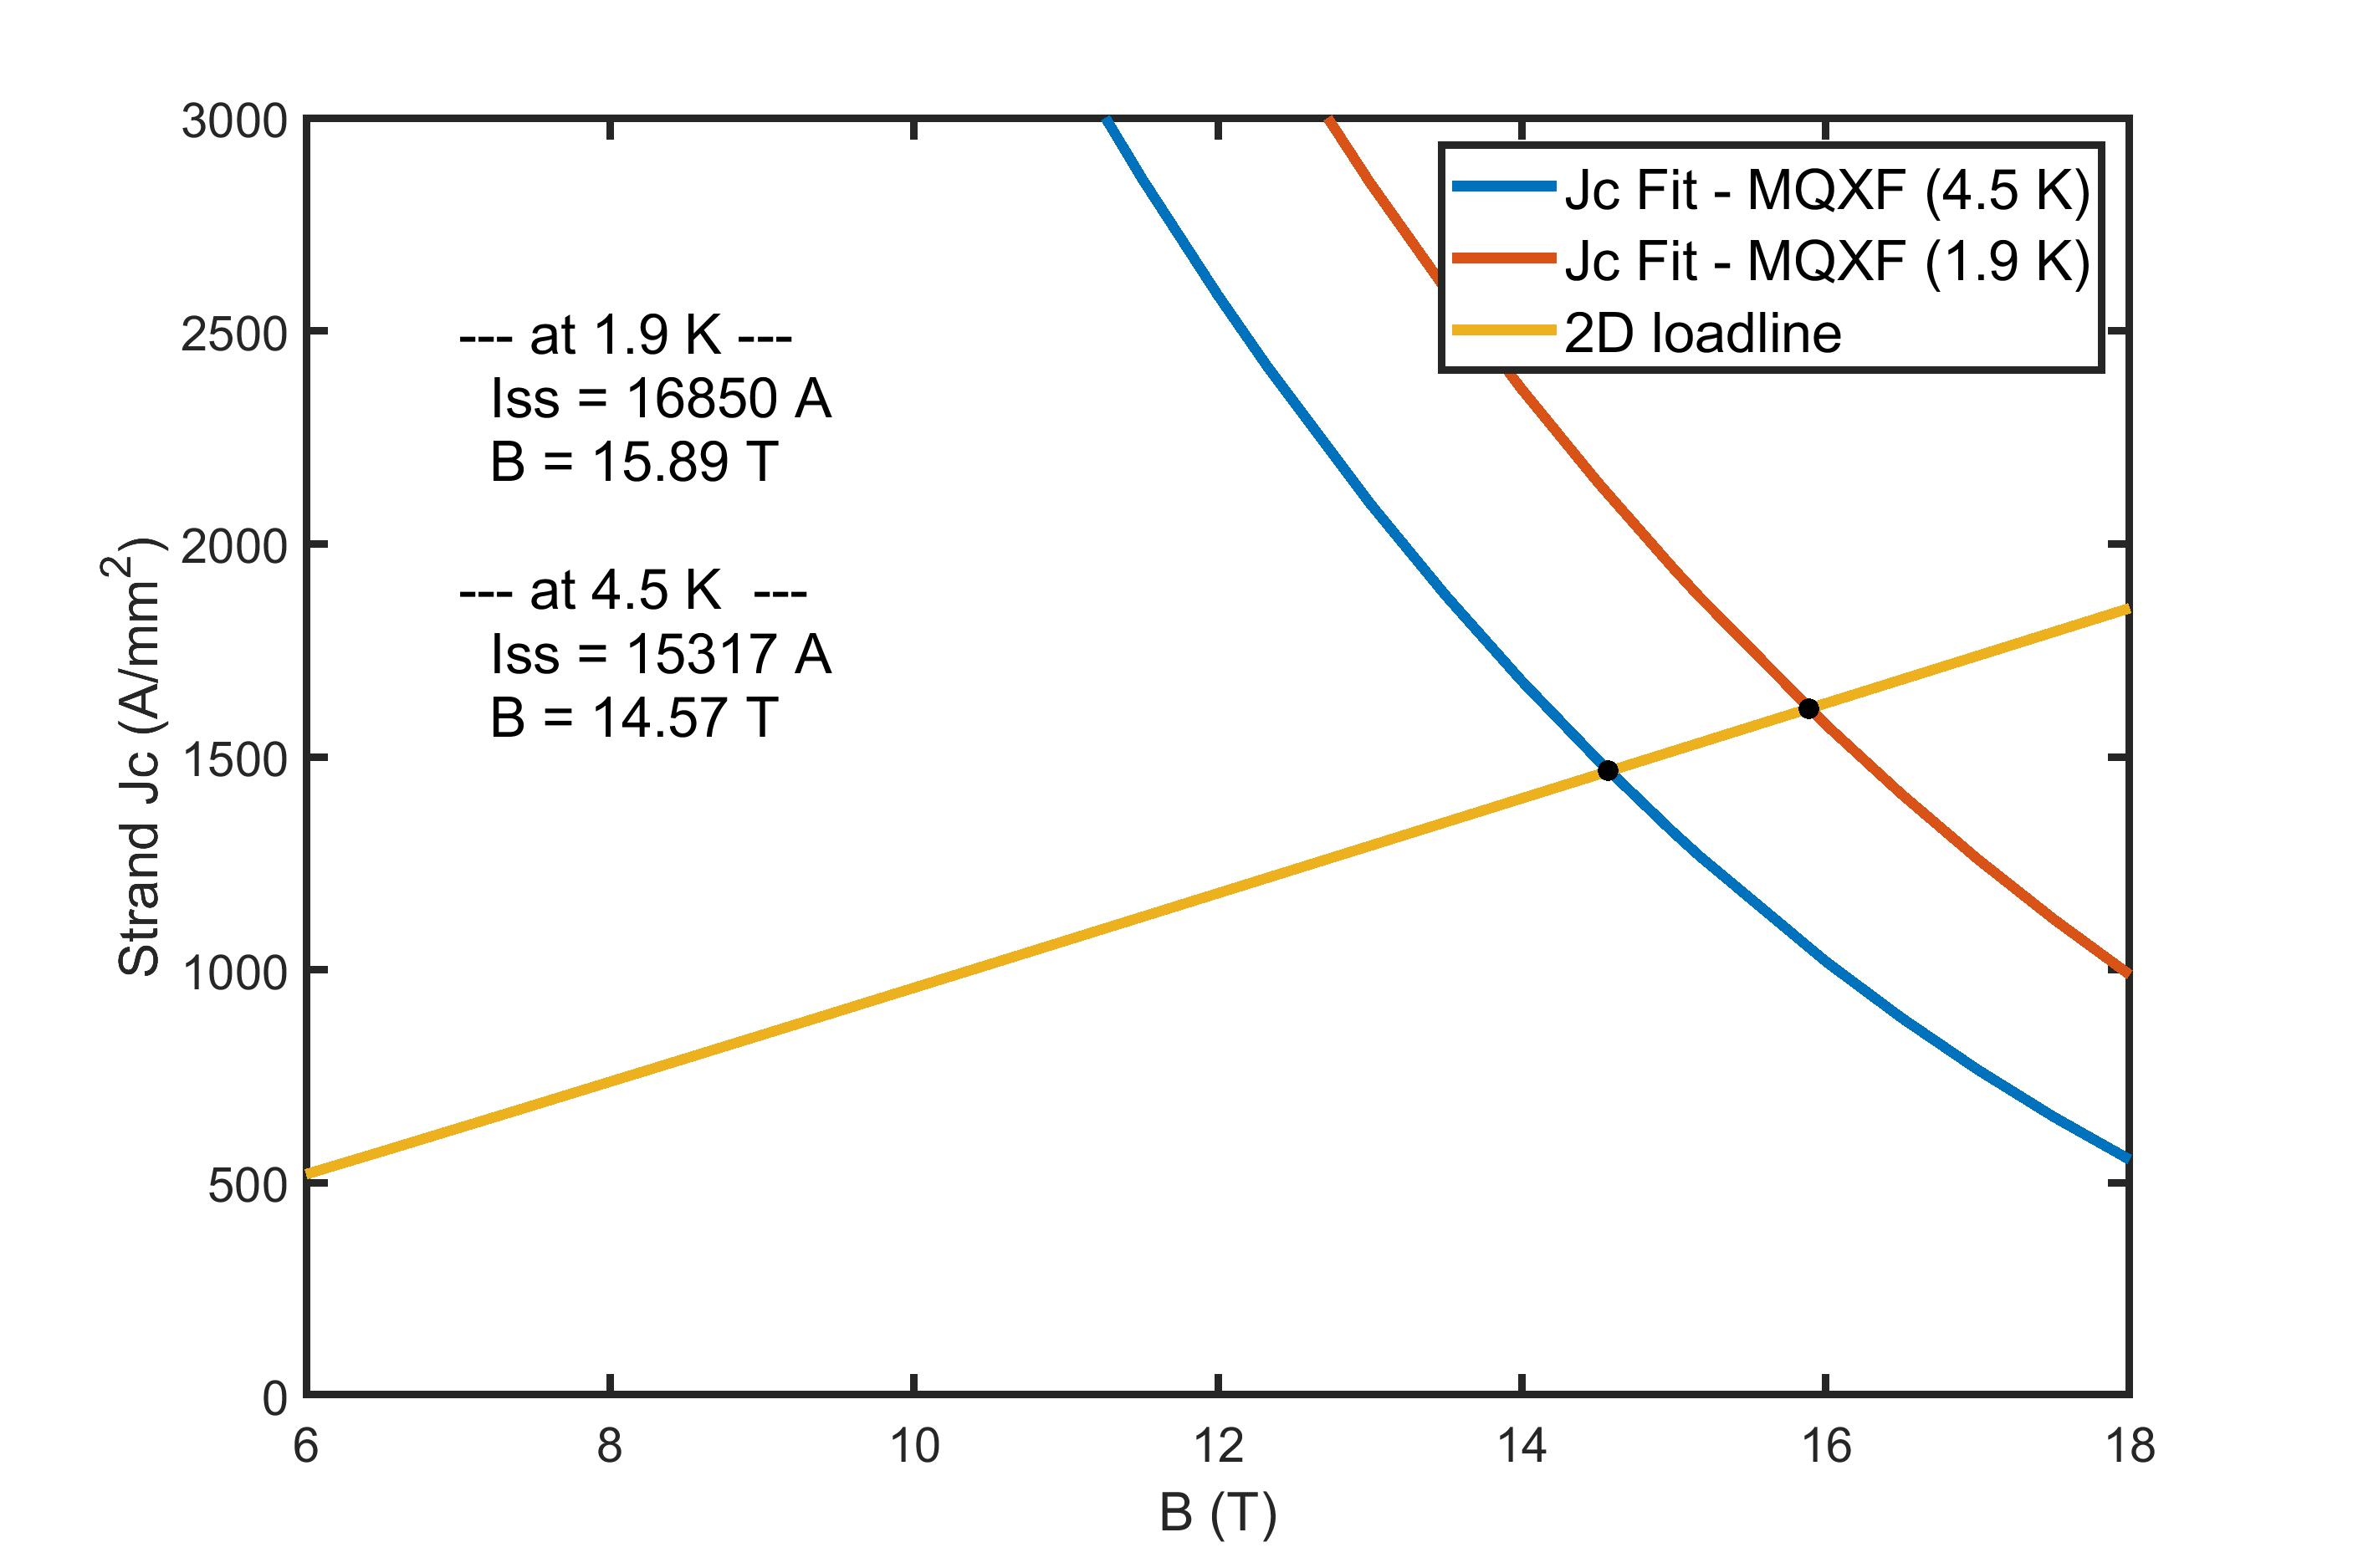 3000
2500
2000
1500
1000
500
0
Strand Jc (A/mm²)
--- at 1.9 K ---
Iss = 16850 A
B = 15.89 T
--- at 4.5 K ---
Iss = 15317 A
B = 14.57 T
Jc Fit - MQXF (4.5 K)
Jc Fit - MQXF (1.9 K)
2D loadline
6 8 10 12 14 16 18
B (T)